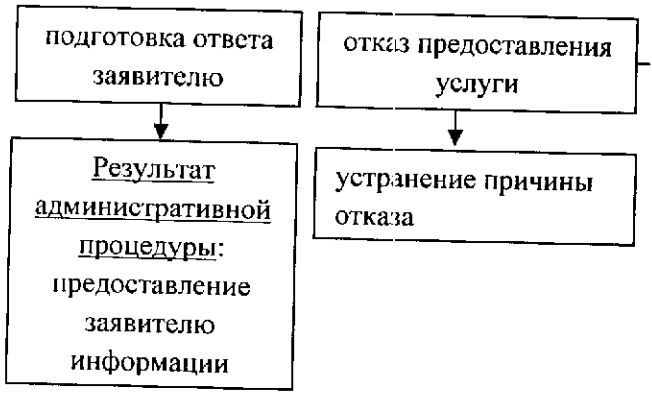 подготовка ответа
заявителю
отказ предоставления
услуги
Результат
административной
процедуры:
предоставление
заявителю
информации
устранение причины
отказа